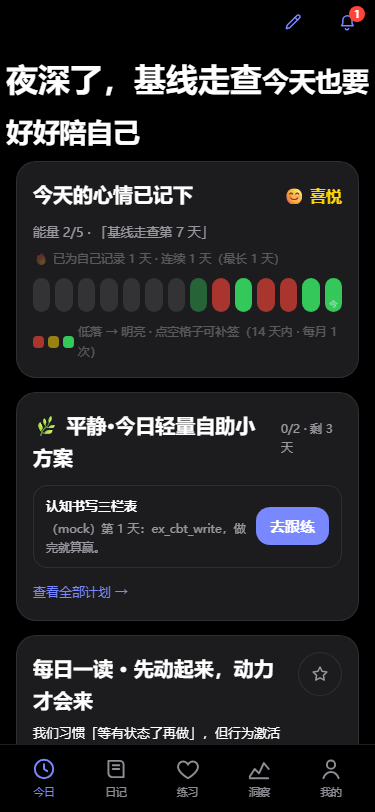 1
夜深了，基线走查今天也要
好好陪自己
今天的心情已记下
喜悦
能量 2/5 · 「基线走查第 7 天」
已为自己记录 1 天 · 连续 1 天（最长 1 天）
今
低落 → 明亮 · 点空格子可补签（14 天内 · 每月 1
次）
平静·今日轻量自助小
方案
0/2 · 剩 3
天
认知书写三栏表
（mock）第 1 天：ex_cbt_write，做
完就算赢。
去跟练
查看全部计划 →
每日一读 · 先动起来，动力
才会来
我们习惯「等有状态了再做」，但行为激活
今日
日记
练习
洞察
我的